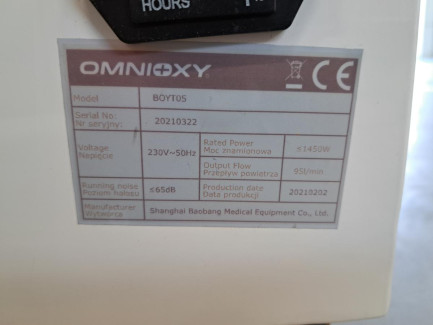 HOURS
OMNIOXY
CE
Model BOYT05
Serial No:
Nr seryjny: 20210322
Voltage
Napięcie 230V~50Hz
Rated Power
Moc znamionowa ≤1450W
Output Flow
Przepływ powietrza 95l/min
Running noise
Poziom hałasu ≤65dB
Production date
Data produkcji 20210202
Manufacturer
Wytwórca Shanghai Baobang Medical Equipment Co., Ltd.